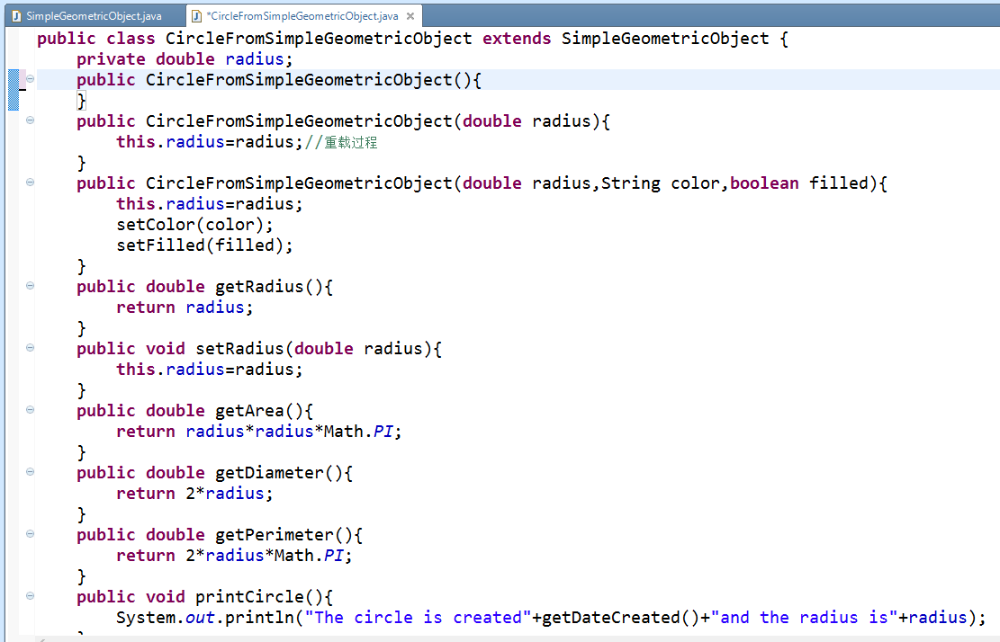 SimpleGeometricObject.java
*CircleFromSimpleGeometricObject.java
public class CircleFromSimpleGeometricObject extends SimpleGeometricObject {
private double radius;
public CircleFromSimpleGeometricObject(){
}
public CircleFromSimpleGeometricObject(double radius){
this.radius=radius;//重载过程
}
public CircleFromSimpleGeometricObject(double radius,String color,boolean filled){
this.radius=radius;
setColor(color);
setFilled(filled);
}
public double getRadius(){
return radius;
}
public void setRadius(double radius){
this.radius=radius;
}
public double getArea(){
return radius*radius*Math.PI;
}
public double getDiameter(){
return 2*radius;
}
public double getPerimeter(){
return 2*radius*Math.PI;
}
public void printCircle(){
System.out.println("The circle is created"+getDateCreated()+"and the radius is"+radius);